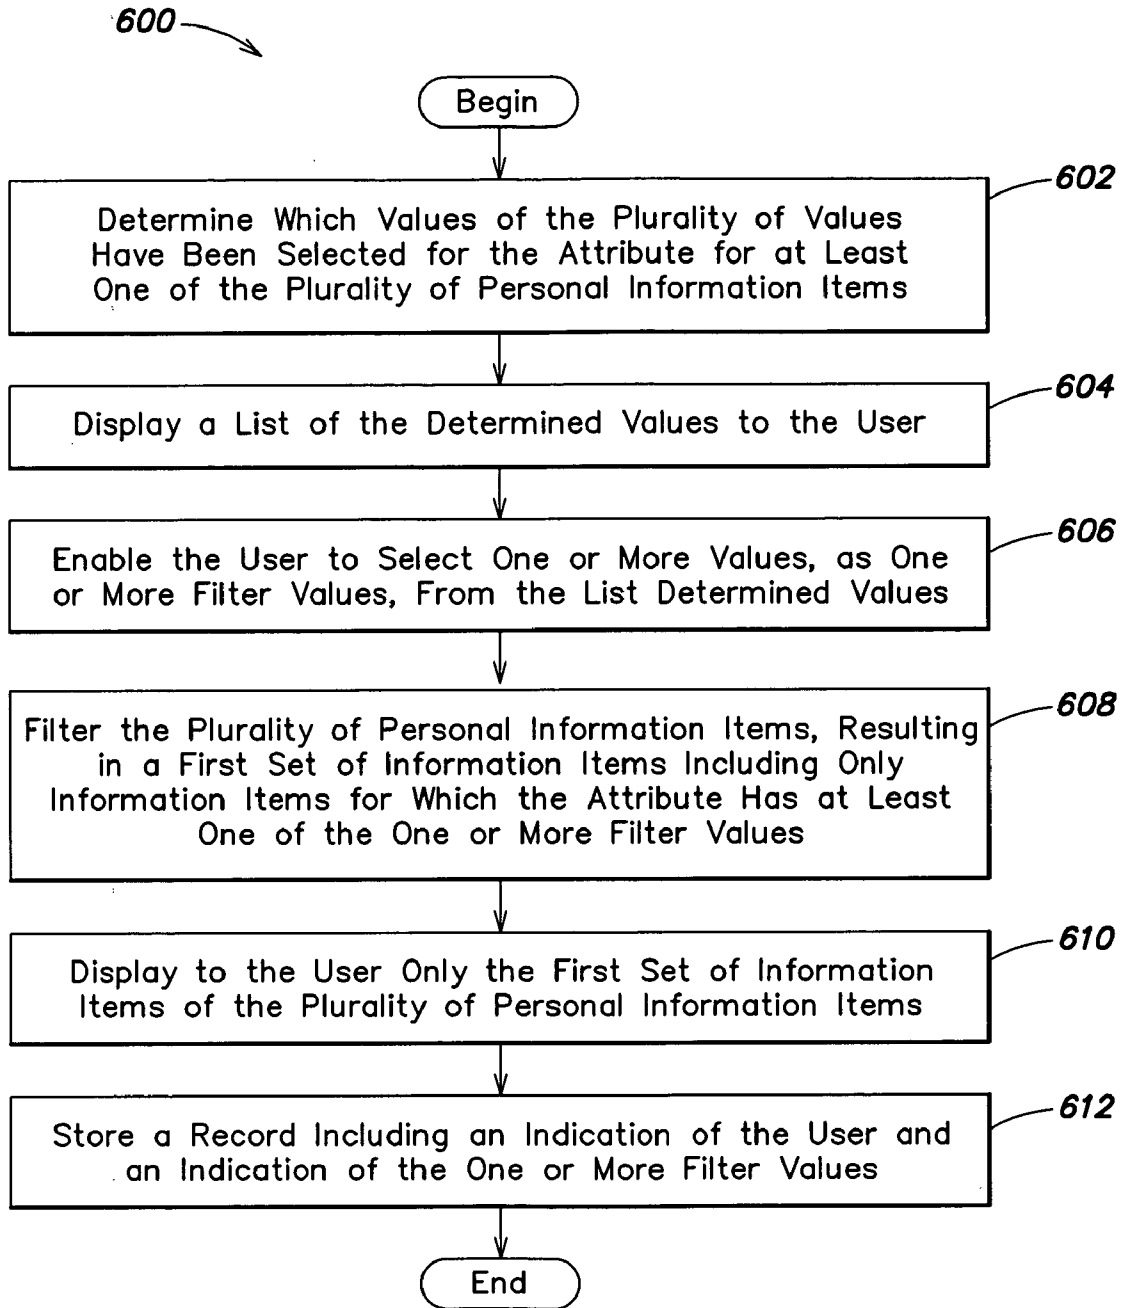 600
Begin
602
Determine Which Values of the Plurality of Values
Have Been Selected for the Attribute for at Least
One of the Plurality of Personal Information Items
604
Display a List of the Determined Values to the User
606
Enable the User to Select One or More Values, as One
or More Filter Values, From the List Determined Values
608
Filter the Plurality of Personal Information Items, Resulting
in a First Set of Information Items Including Only
Information Items for Which the Attribute Has at Least
One of the One or More Filter Values
610
Display to the User Only the First Set of Information
Items of the Plurality of Personal Information Items
612
Store a Record Including an Indication of the User and
an Indication of the One or More Filter Values
End